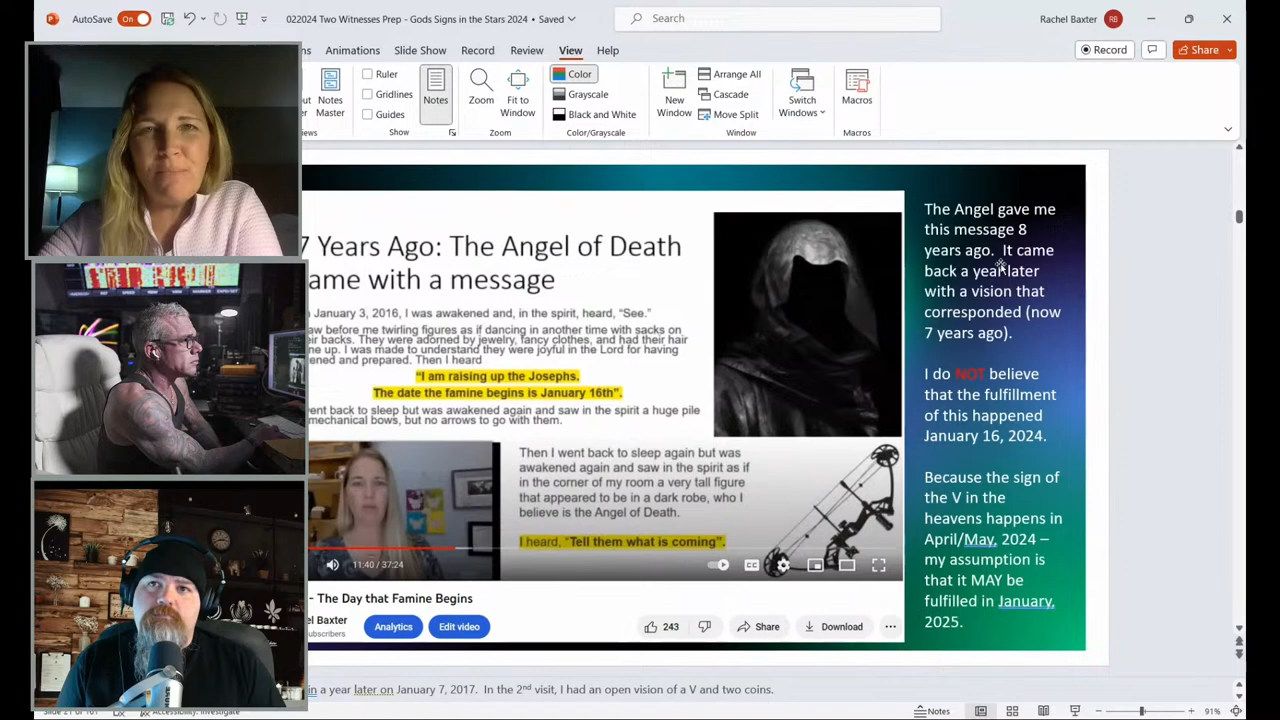 AutoSave On 022024 Two Witnesses Prep - Gods Signs in the Stars 2024 • Saved Search Rachel Baxter RB
Animations Slide Show Record Review View Help Record Share
Ruler
Gridlines
Guides
Show
Notes
Master
Notes
Zoom
Fit to
Window
Zoom
Color
Grayscale
Black and White
Color/Grayscale
New
Window
Arrange All
Cascade
Move Split
Window
Switch
Windows
Macros
Macros
7 Years Ago: The Angel of Death
ame with a message
January 3, 2016, I was awakened and, in the spirit, heard, “See.”
aw before me twirling figures as if dancing in another time with sacks on
eir backs. They were adorned by jewelry, fancy clothes, and had their hair
ne up. I was made to understand they were joyful in the Lord for having
ened and prepared. Then I heard
“I am raising up the Josephs.
The date the famine begins is January 16th”.
ent back to sleep but was awakened again and saw in the spirit a huge pile
mechanical bows, but no arrows to go with them.
Then I went back to sleep again but was
awakened again and saw in the spirit as if
in the corner of my room a very tall figure
that appeared to be in a dark robe, who I
believe is the Angel of Death.
I heard, “Tell them what is coming”.
11:40 / 37:24
CC
- The Day that Famine Begins
el Baxter
ubscribers
Analytics
Edit video
243
Share
Download
The Angel gave me
this message 8
years ago. It came
back a year later
with a vision that
corresponded (now
7 years ago).
I do NOT believe
that the fulfillment
of this happened
January 16, 2024.
Because the sign of
the V in the
heavens happens in
April/May, 2024 –
my assumption is
that it MAY be
fulfilled in January,
2025.
in a year later on January 7, 2017. In the 2nd visit, I had an open vision of a V and two coins.
Notes 91%